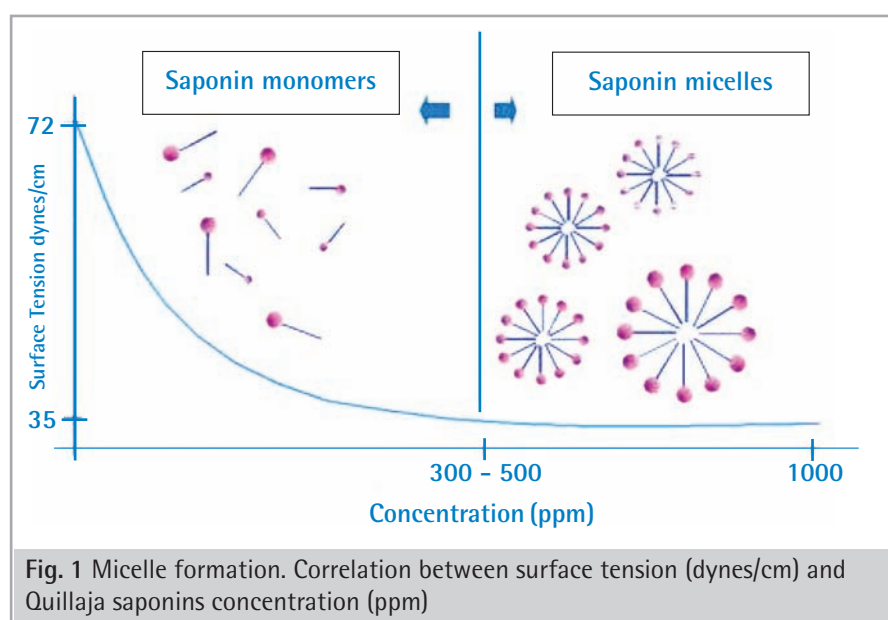 Saponin monomers
Saponin micelles
72
Surface Tension dynes/cm
35
300 - 500
1000
Concentration (ppm)
Fig. 1 Micelle formation. Correlation between surface tension (dynes/cm) and
Quillaja saponins concentration (ppm)